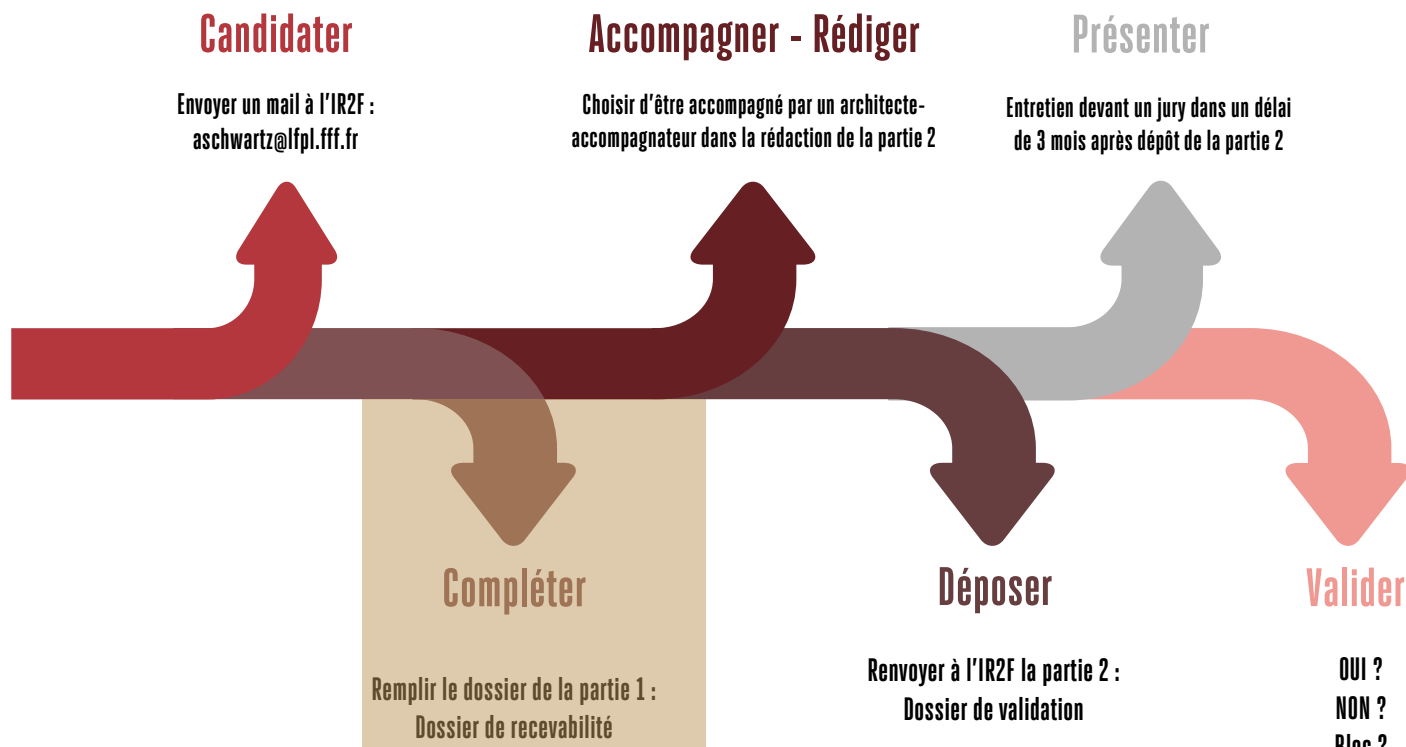 Candidater
Envoyer un mail à l'IR2F :
aschwartz@lfpl.fff.fr
Accompagner - Rédiger
Choisir d'être accompagné par un architecte-
accompagnateur dans la rédaction de la partie 2
Présenter
Entretien devant un jury dans un délai
de 3 mois après dépôt de la partie 2
Compléter
Remplir le dossier de la partie 1 :
Dossier de recevabilité
Déposer
Renvoyer à l'IR2F la partie 2 :
Dossier de validation
Valider
OUI ?
NON ?
Bloc ?